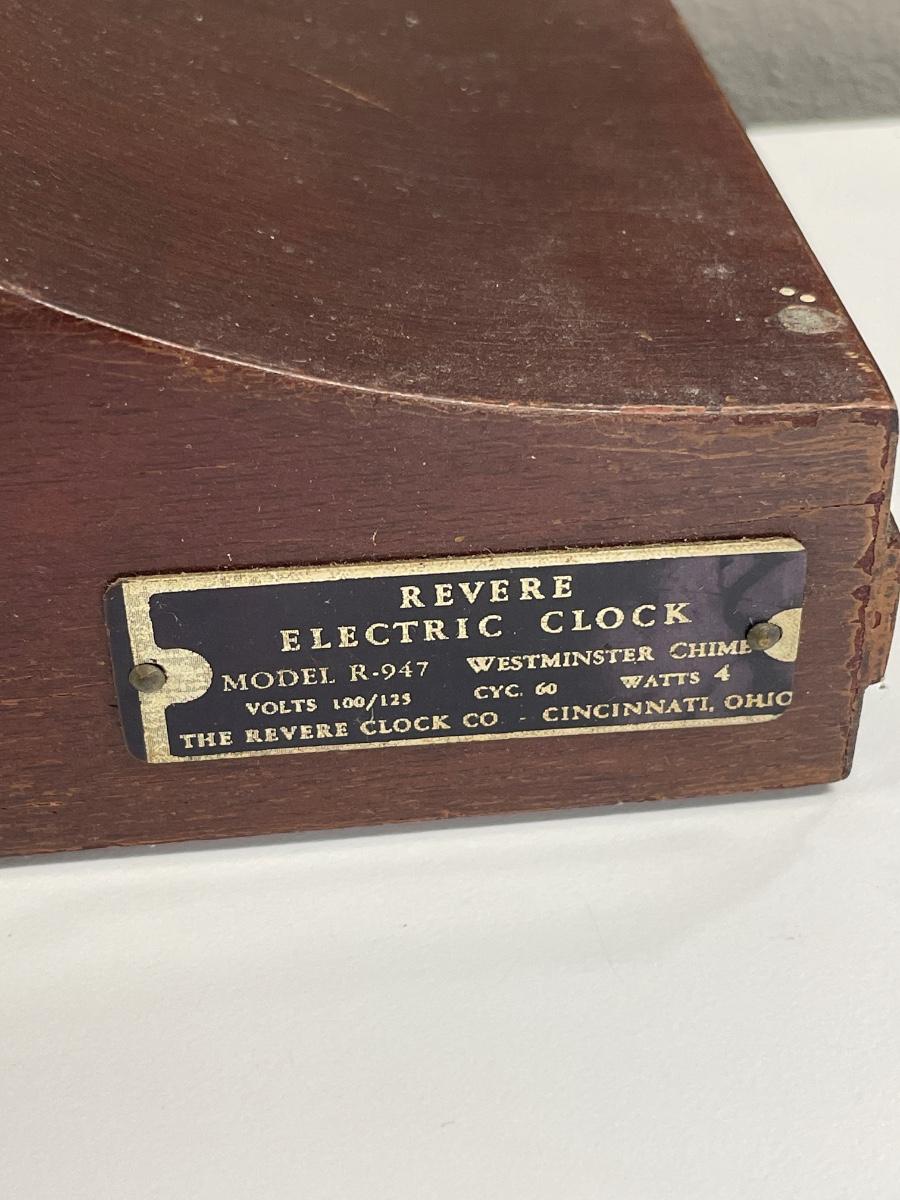 REVERE
ELECTRIC CLOCK
MODEL R-947 WESTMINSTER CHIME
VOLTS 100/125 CYC. 60 WATTS 4
THE REVERE CLOCK CO - CINCINNATI, OHIO